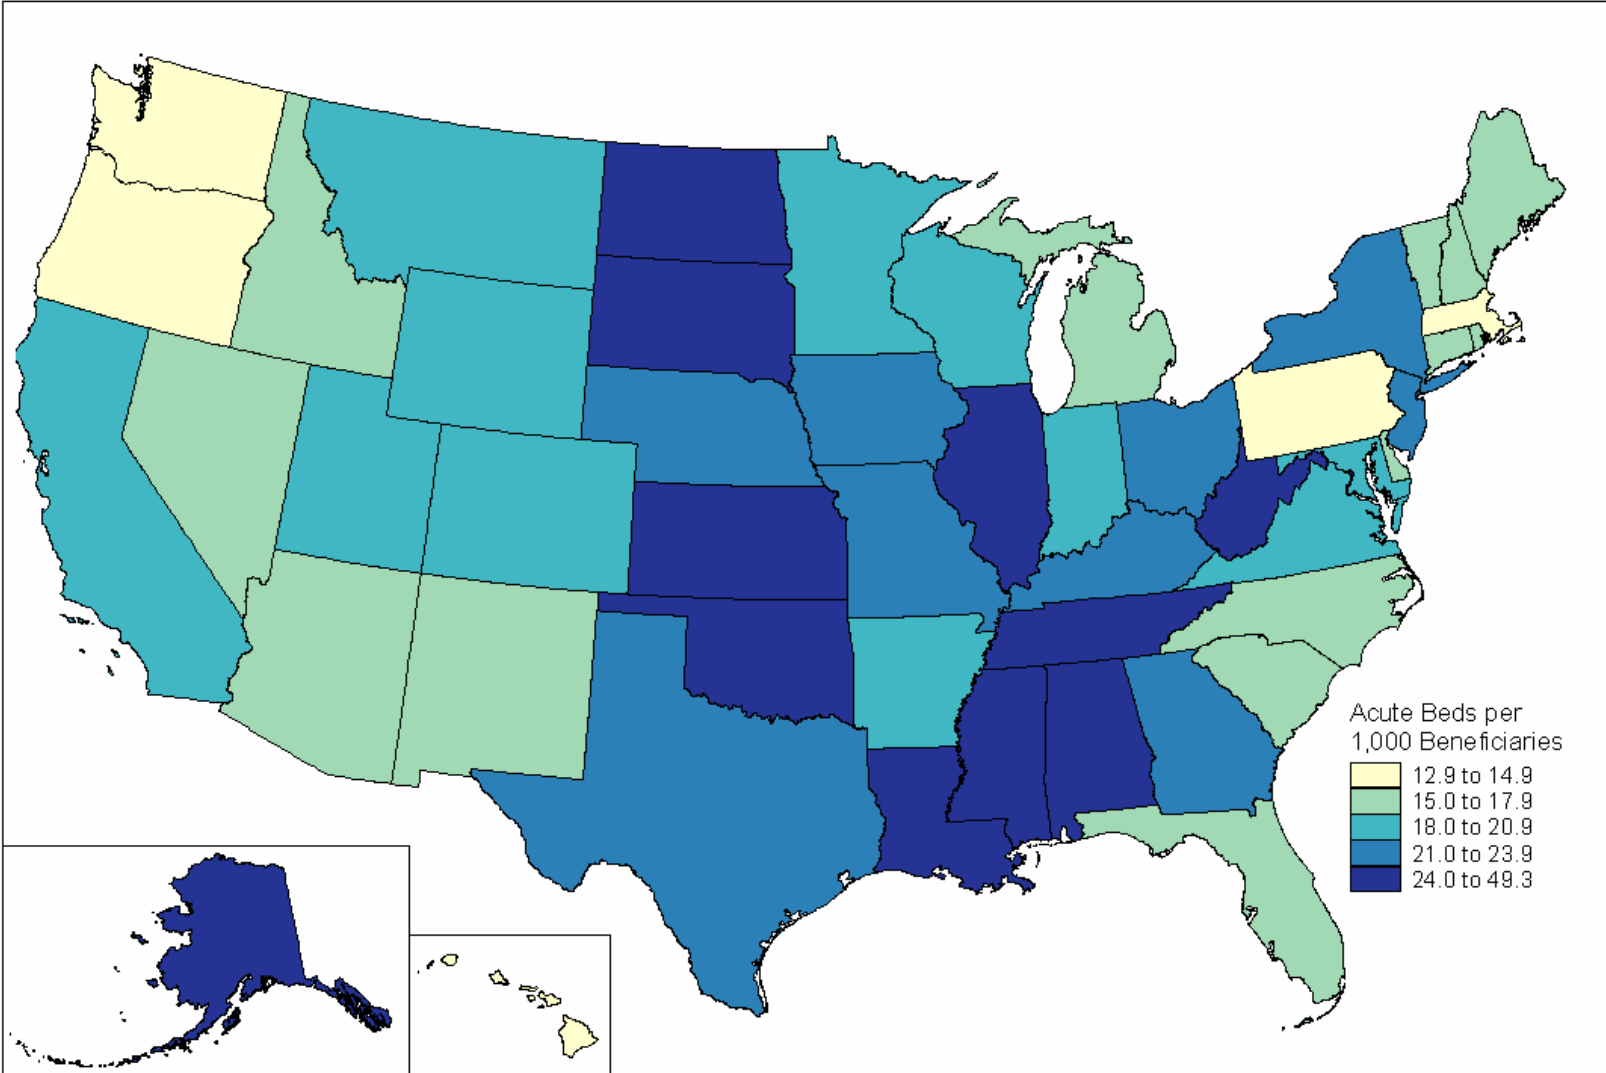 Acute Beds per
1,000 Beneficiaries
12.9 to 14.9
15.0 to 17.9
18.0 to 20.9
21.0 to 23.9
24.0 to 49.3